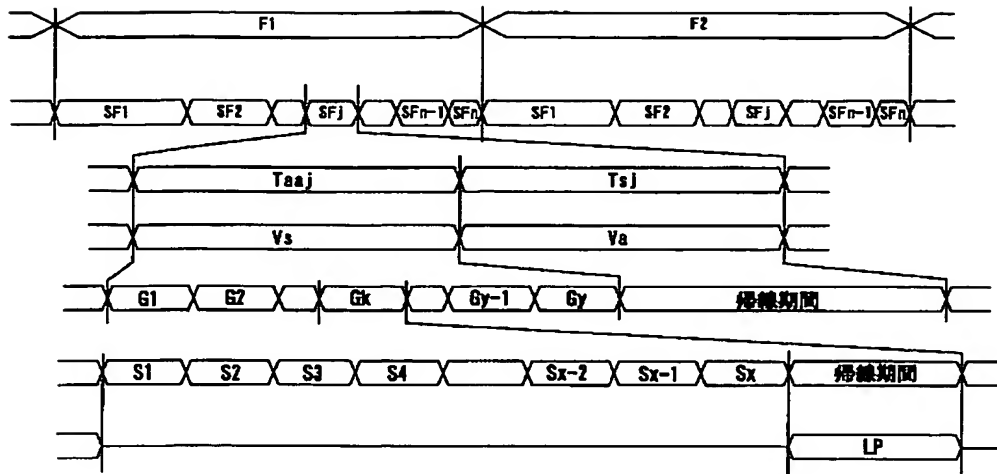 F1 F2
SF1 SF2 SFj SFn-1 SFn SF1 SF2 SFj SFn-1 SFn
Taaj Tsj
Vs Va
G1 G2 Gk Gy-1 Gy 帰線期間
S1 S2 S3 S4 Sx-2 Sx-1 Sx 帰線期間
LP